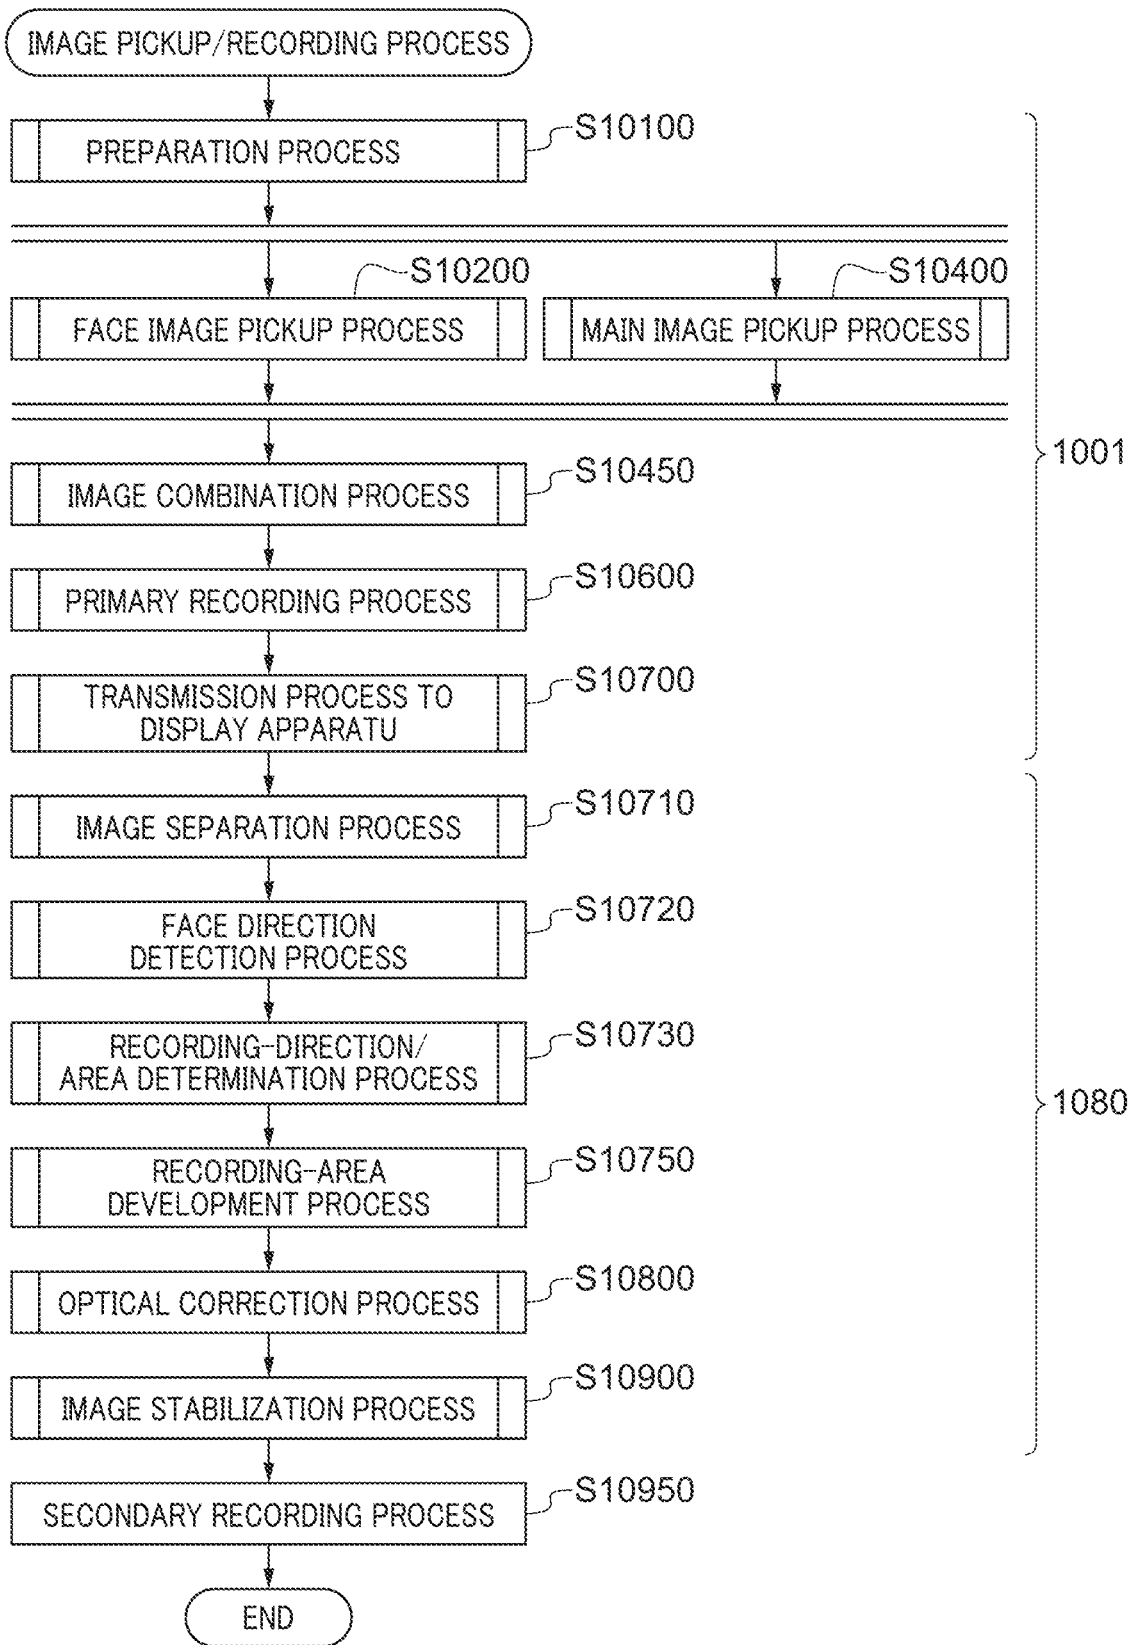 IMAGE PICKUP/RECORDING PROCESS
PREPARATION PROCESS
S10100
S10200
S10400
FACE IMAGE PICKUP PROCESS
MAIN IMAGE PICKUP PROCESS
1001
IMAGE COMBINATION PROCESS
S10450
PRIMARY RECORDING PROCESS
S10600
TRANSMISSION PROCESS TO
DISPLAY APPARATU
S10700
IMAGE SEPARATION PROCESS
S10710
FACE DIRECTION
DETECTION PROCESS
S10720
RECORDING-DIRECTION/
AREA DETERMINATION PROCESS
S10730
1080
RECORDING-AREA
DEVELOPMENT PROCESS
S10750
OPTICAL CORRECTION PROCESS
S10800
IMAGE STABILIZATION PROCESS
S10900
SECONDARY RECORDING PROCESS
S10950
END